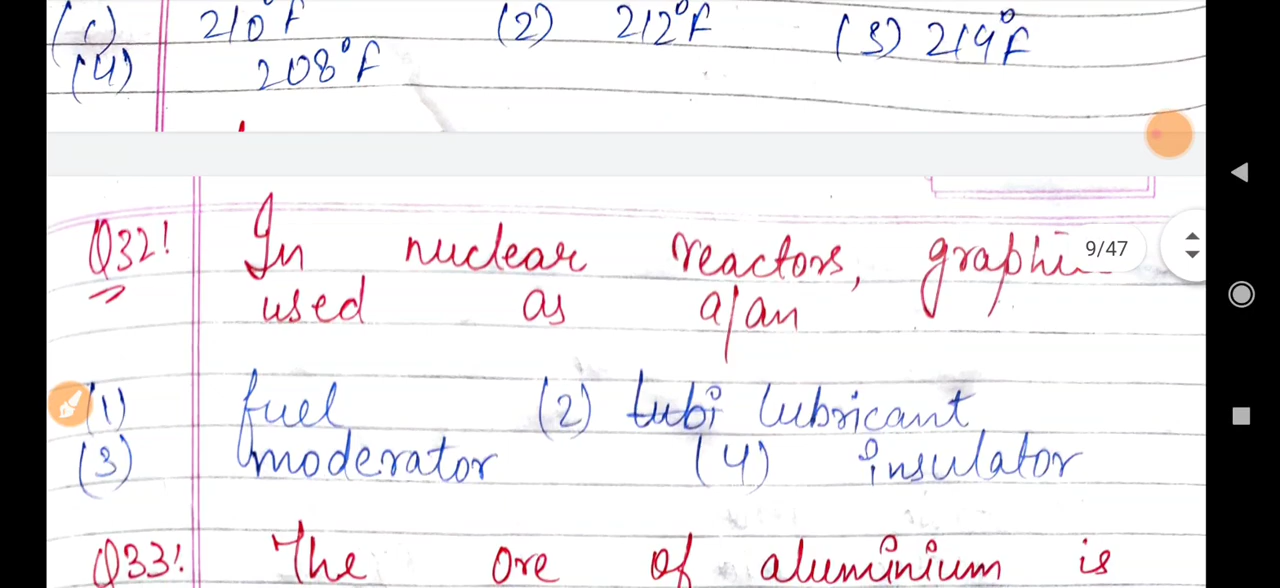 (1) 210°F (2) 212°F (3) 214°F
(4) 208°F
Q32! In nuclear reactors,
9/47
used as a/an
(1) fuel (2) lubricant
(3) moderator (4) insulator
Q33! The ore of aluminium is